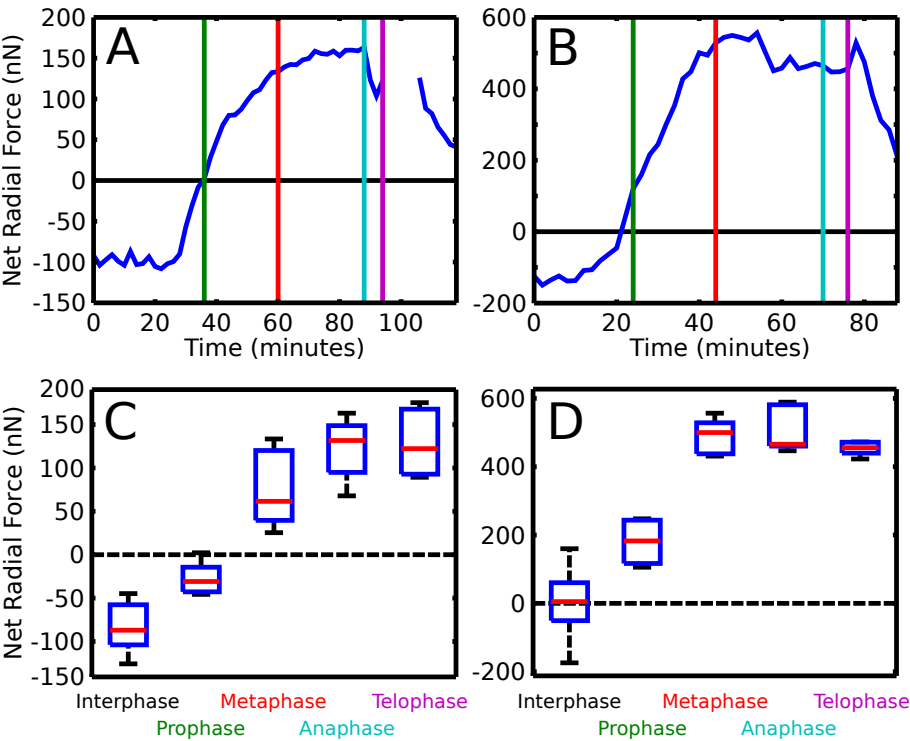 A
B
200
150
100
50
0
-50
-100
-150
Net Radial Force (nN)
0 20 40 60 80 100
Time (minutes)
600
400
200
0
-200
0 20 40 60 80
Time (minutes)
C
D
200
150
100
50
0
-50
-100
-150
Net Radial Force (nN)
600
400
200
0
-200
Interphase Metaphase Telophase
Prophase Anaphase
Interphase Metaphase Telophase
Prophase Anaphase